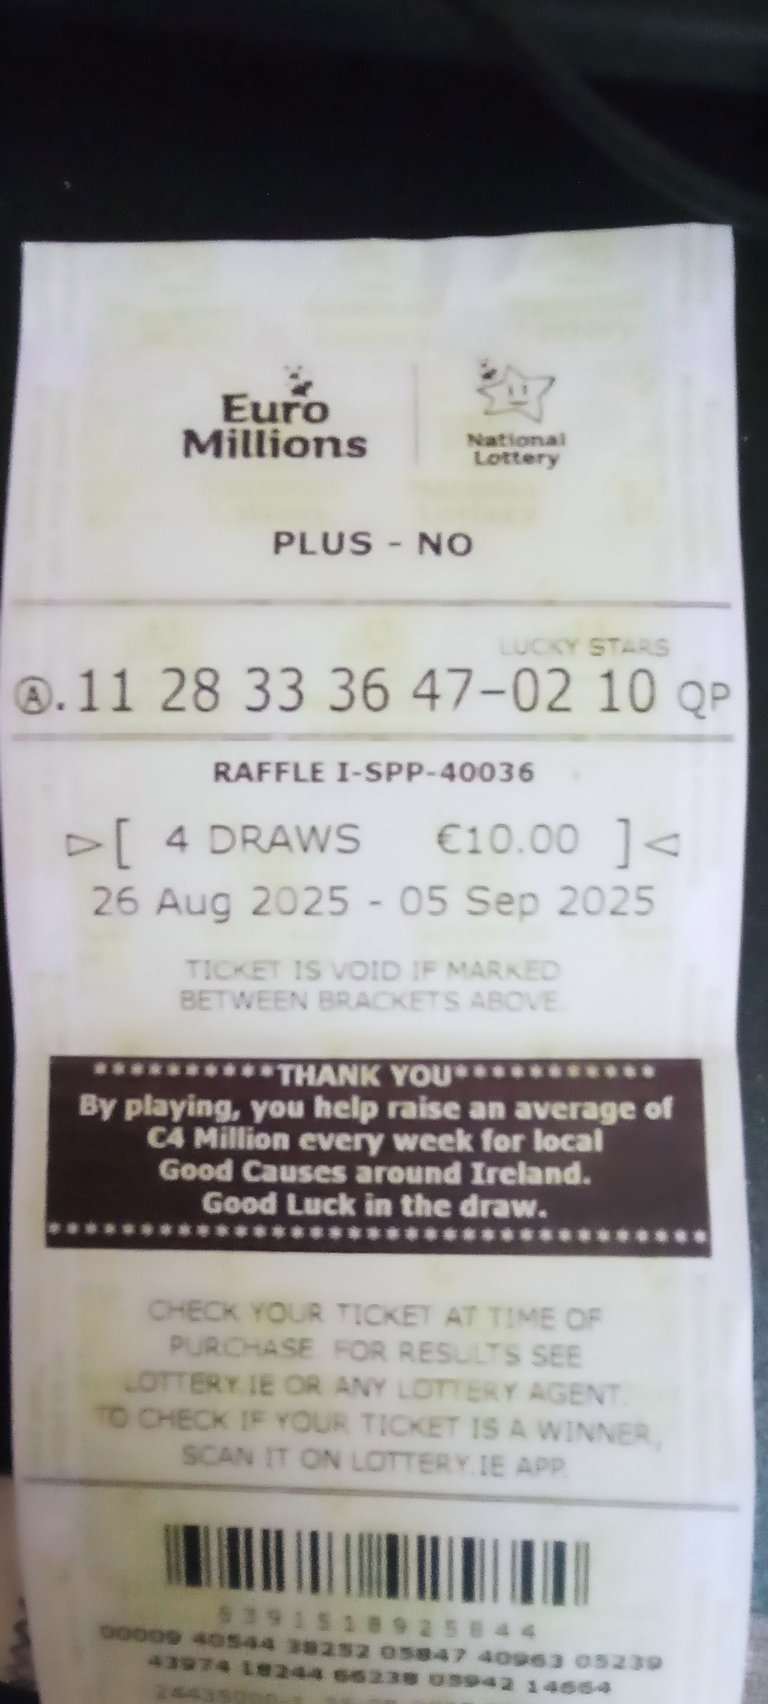 Euro
Millions
National
Lottery
PLUS - NO
LUCKY STARS
Ⓐ.11 28 33 36 47-02 10 QP
RAFFLE I-SPP-40036
▷[ 4 DRAWS €10.00 ]◁
26 Aug 2025 - 05 Sep 2025
TICKET IS VOID IF MARKED
BETWEEN BRACKETS ABOVE.
**********THANK YOU***********
By playing, you help raise an average of
€4 Million every week for local
Good Causes around Ireland.
Good Luck in the draw.
CHECK YOUR TICKET AT TIME OF
PURCHASE. FOR RESULTS SEE
LOTTERY.IE OR ANY LOTTERY AGENT.
TO CHECK IF YOUR TICKET IS A WINNER,
SCAN IT ON LOTTERY.IE APP.
5391518925844
00009 40544 38252 05847 40963 05239
43974 18244 66238 05942 14664